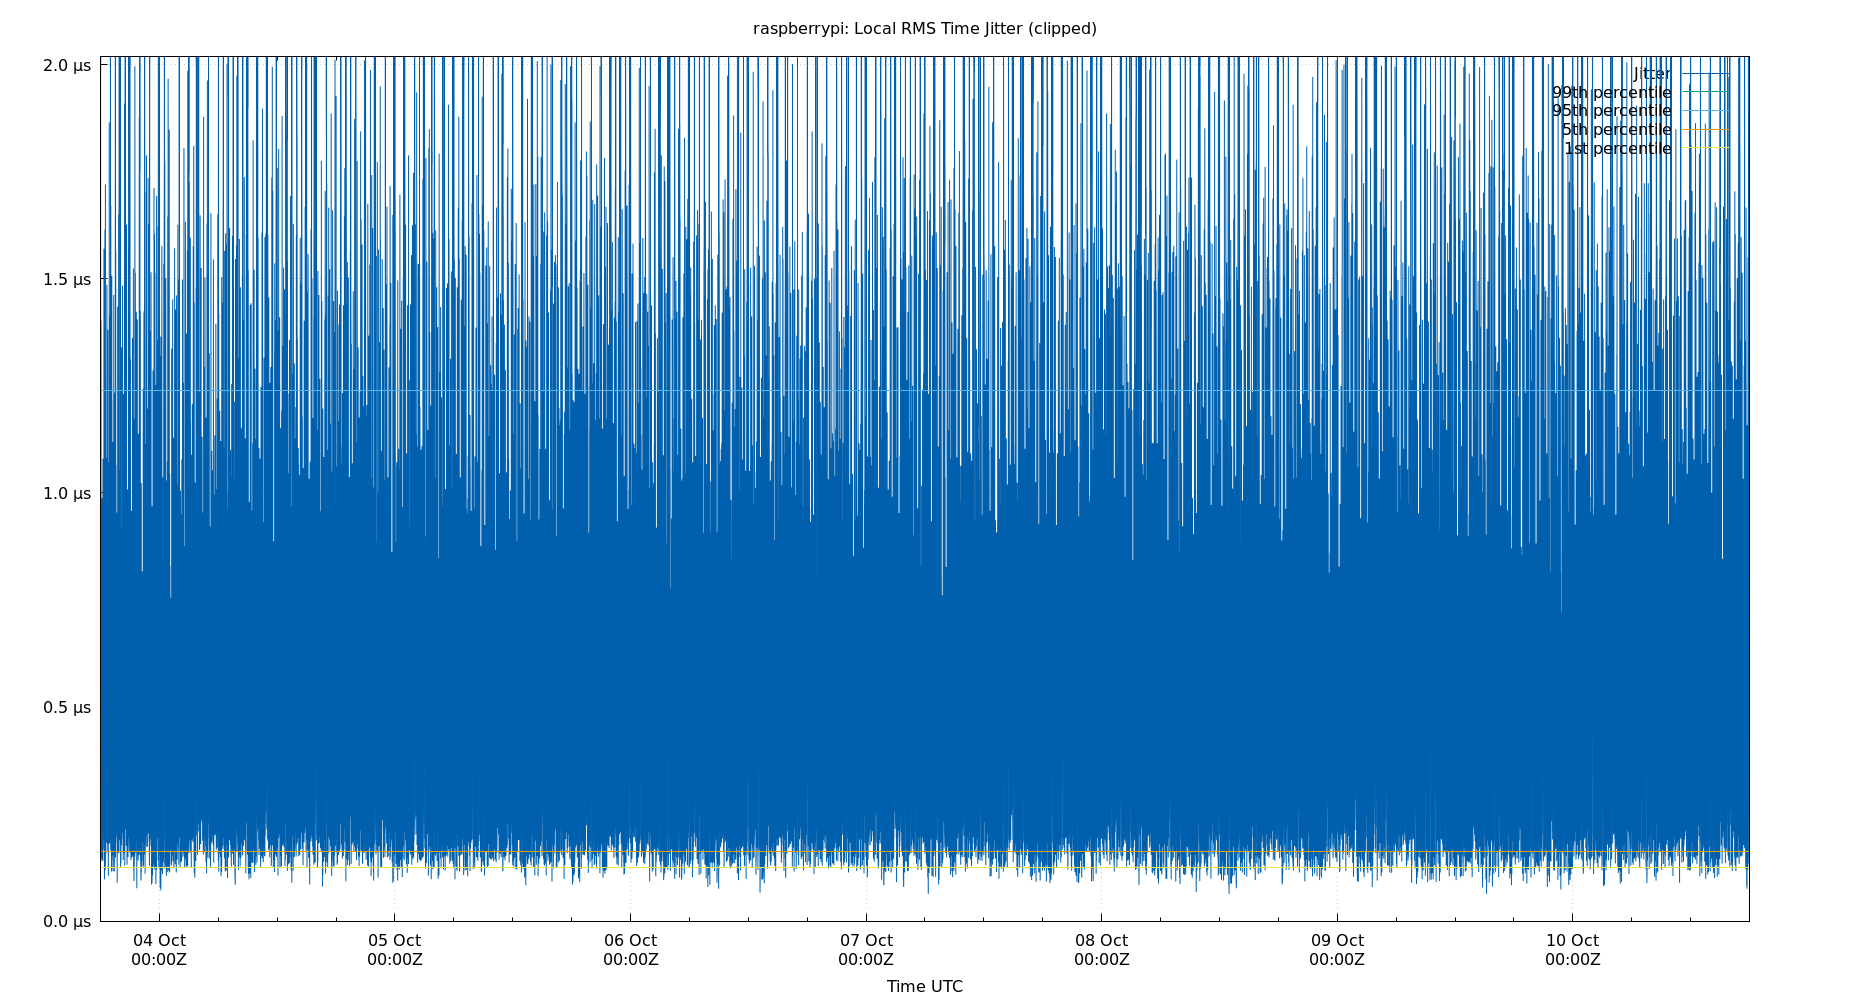 raspberrypi: Local RMS Time Jitter (clipped)
2.0 μs
Jitter
99th percentile
95th percentile
5th percentile
1st percentile
1.5 μs
1.0 μs
0.5 μs
0.0 μs
04 Oct 05 Oct 06 Oct 07 Oct 08 Oct 09 Oct 10 Oct
00:00Z 00:00Z 00:00Z 00:00Z 00:00Z 00:00Z 00:00Z
Time UTC